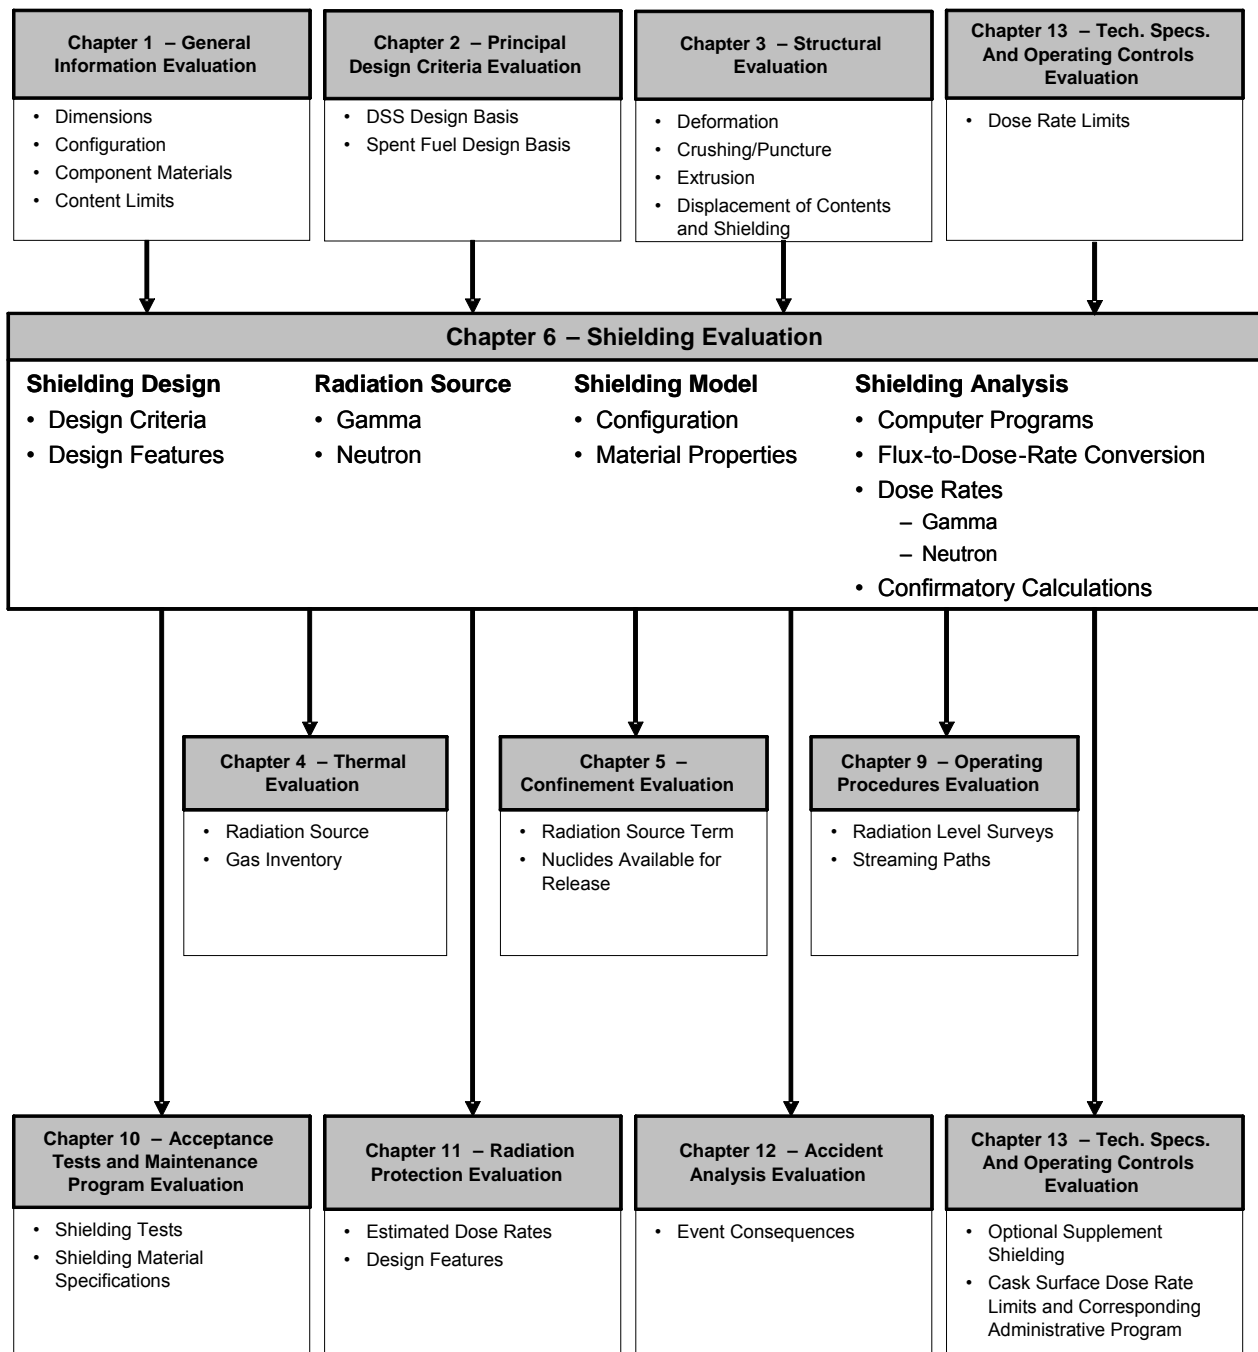 Chapter 1 – General
Information Evaluation
• Dimensions
• Configuration
• Component Materials
• Content Limits
Chapter 2 – Principal
Design Criteria Evaluation
• DSS Design Basis
• Spent Fuel Design Basis
Chapter 3 – Structural
Evaluation
• Deformation
• Crushing/Puncture
• Extrusion
• Displacement of Contents
and Shielding
Chapter 13 – Tech. Specs.
And Operating Controls
Evaluation
• Dose Rate Limits
Chapter 6 – Shielding Evaluation
Shielding Design
• Design Criteria
• Design Features
Radiation Source
• Gamma
• Neutron
Shielding Model
• Configuration
• Material Properties
Shielding Analysis
• Computer Programs
• Flux-to-Dose-Rate Conversion
• Dose Rates
– Gamma
– Neutron
• Confirmatory Calculations
Chapter 4 – Thermal
Evaluation
• Radiation Source
• Gas Inventory
Chapter 5 –
Confinement Evaluation
• Radiation Source Term
• Nuclides Available for
Release
Chapter 9 – Operating
Procedures Evaluation
• Radiation Level Surveys
• Streaming Paths
Chapter 10 – Acceptance
Tests and Maintenance
Program Evaluation
• Shielding Tests
• Shielding Material
Specifications
Chapter 11 – Radiation
Protection Evaluation
• Estimated Dose Rates
• Design Features
Chapter 12 – Accident
Analysis Evaluation
• Event Consequences
Chapter 13 – Tech. Specs.
And Operating Controls
Evaluation
• Optional Supplement
Shielding
• Cask Surface Dose Rate
Limits and Corresponding
Administrative Program